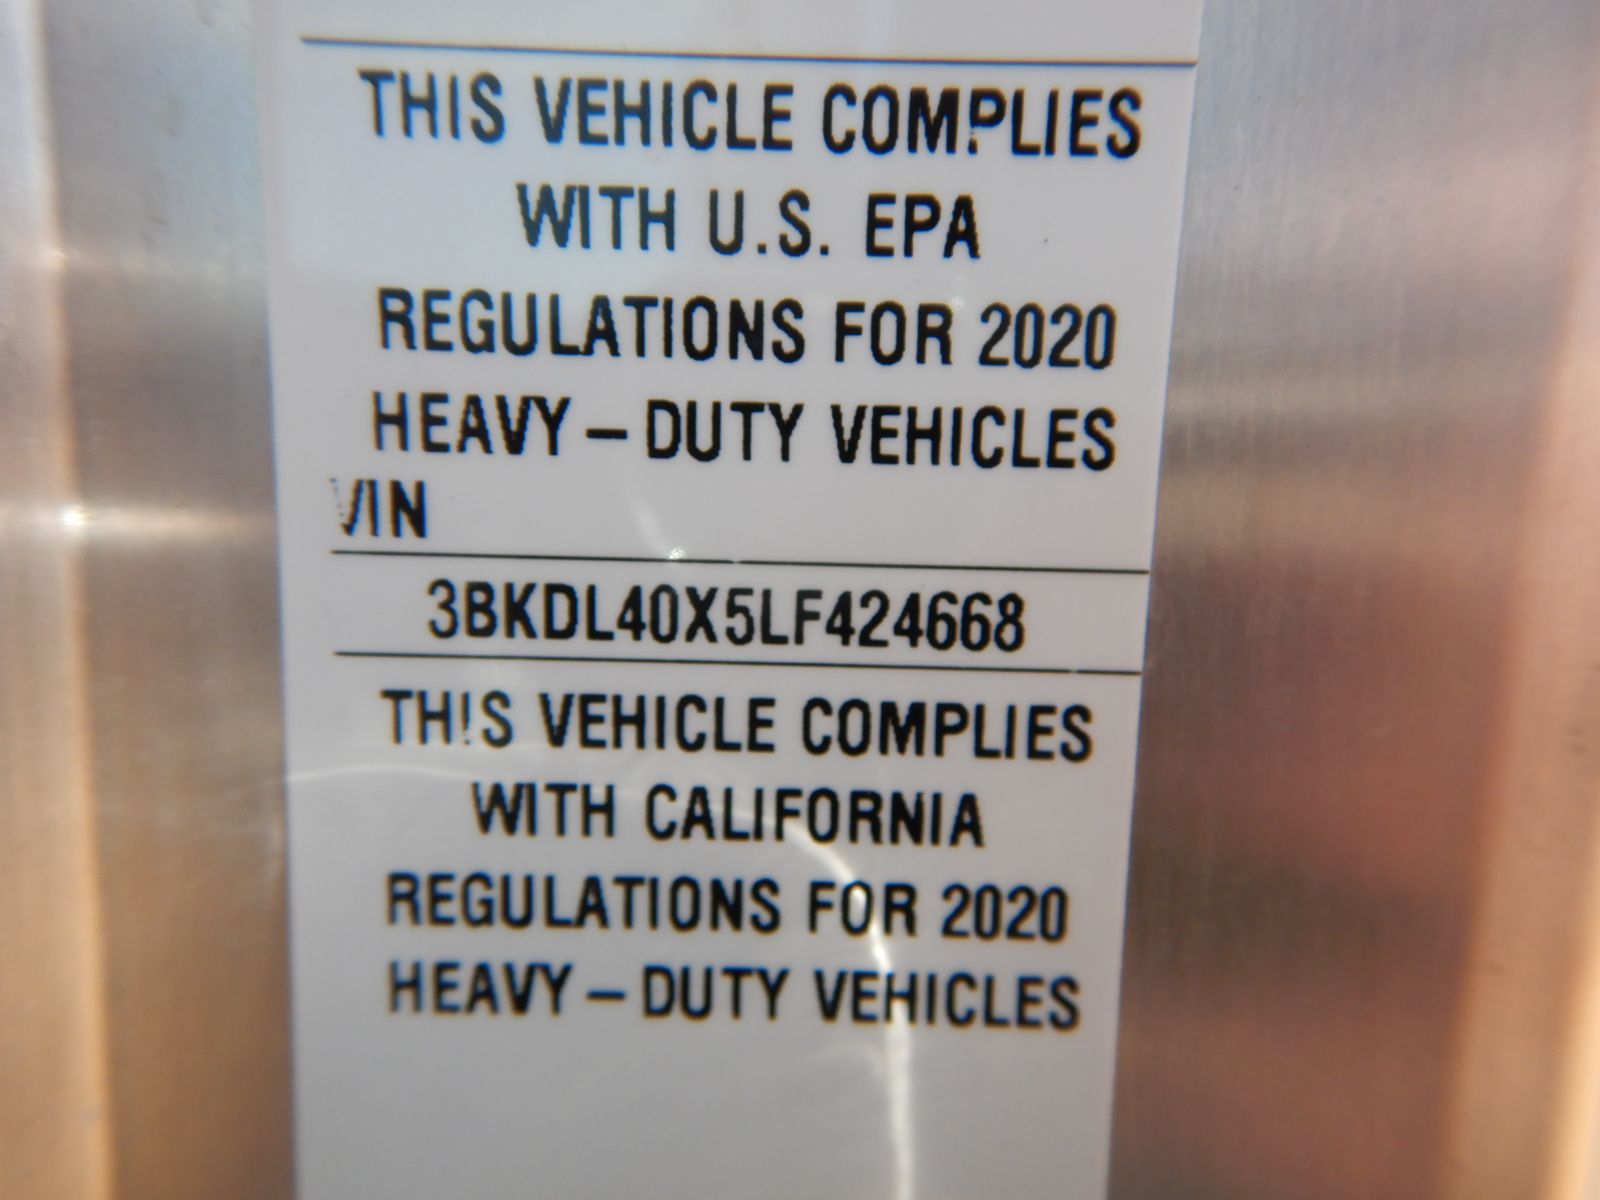 THIS VEHICLE COMPLIES
WITH U.S. EPA
REGULATIONS FOR 2020
HEAVY – DUTY VEHICLES
VIN
3BKDL40X5LF424668
THIS VEHICLE COMPLIES
WITH CALIFORNIA
REGULATIONS FOR 2020
HEAVY – DUTY VEHICLES